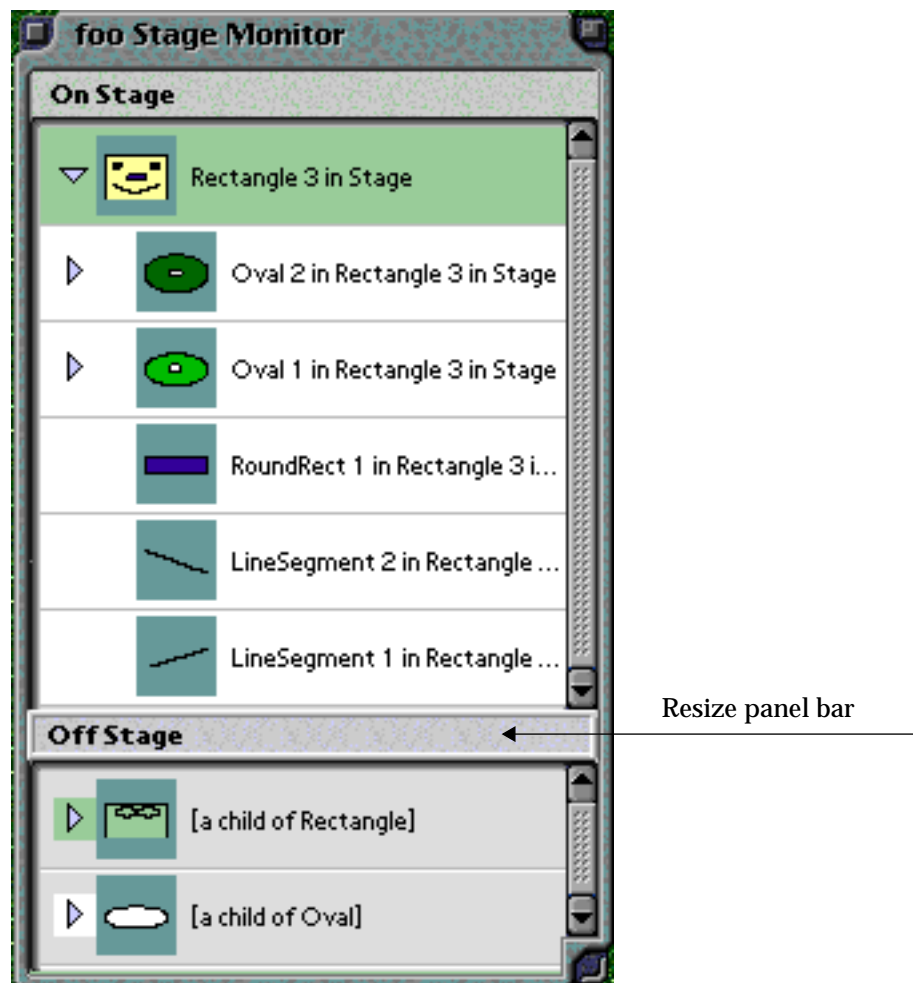 foo Stage Monitor
On Stage
Rectangle 3 in Stage
Oval 2 in Rectangle 3 in Stage
Oval 1 in Rectangle 3 in Stage
RoundRect 1 in Rectangle 3 i...
LineSegment 2 in Rectangle ...
LineSegment 1 in Rectangle ...
Resize panel bar
Off Stage
[a child of Rectangle]
[a child of Oval]